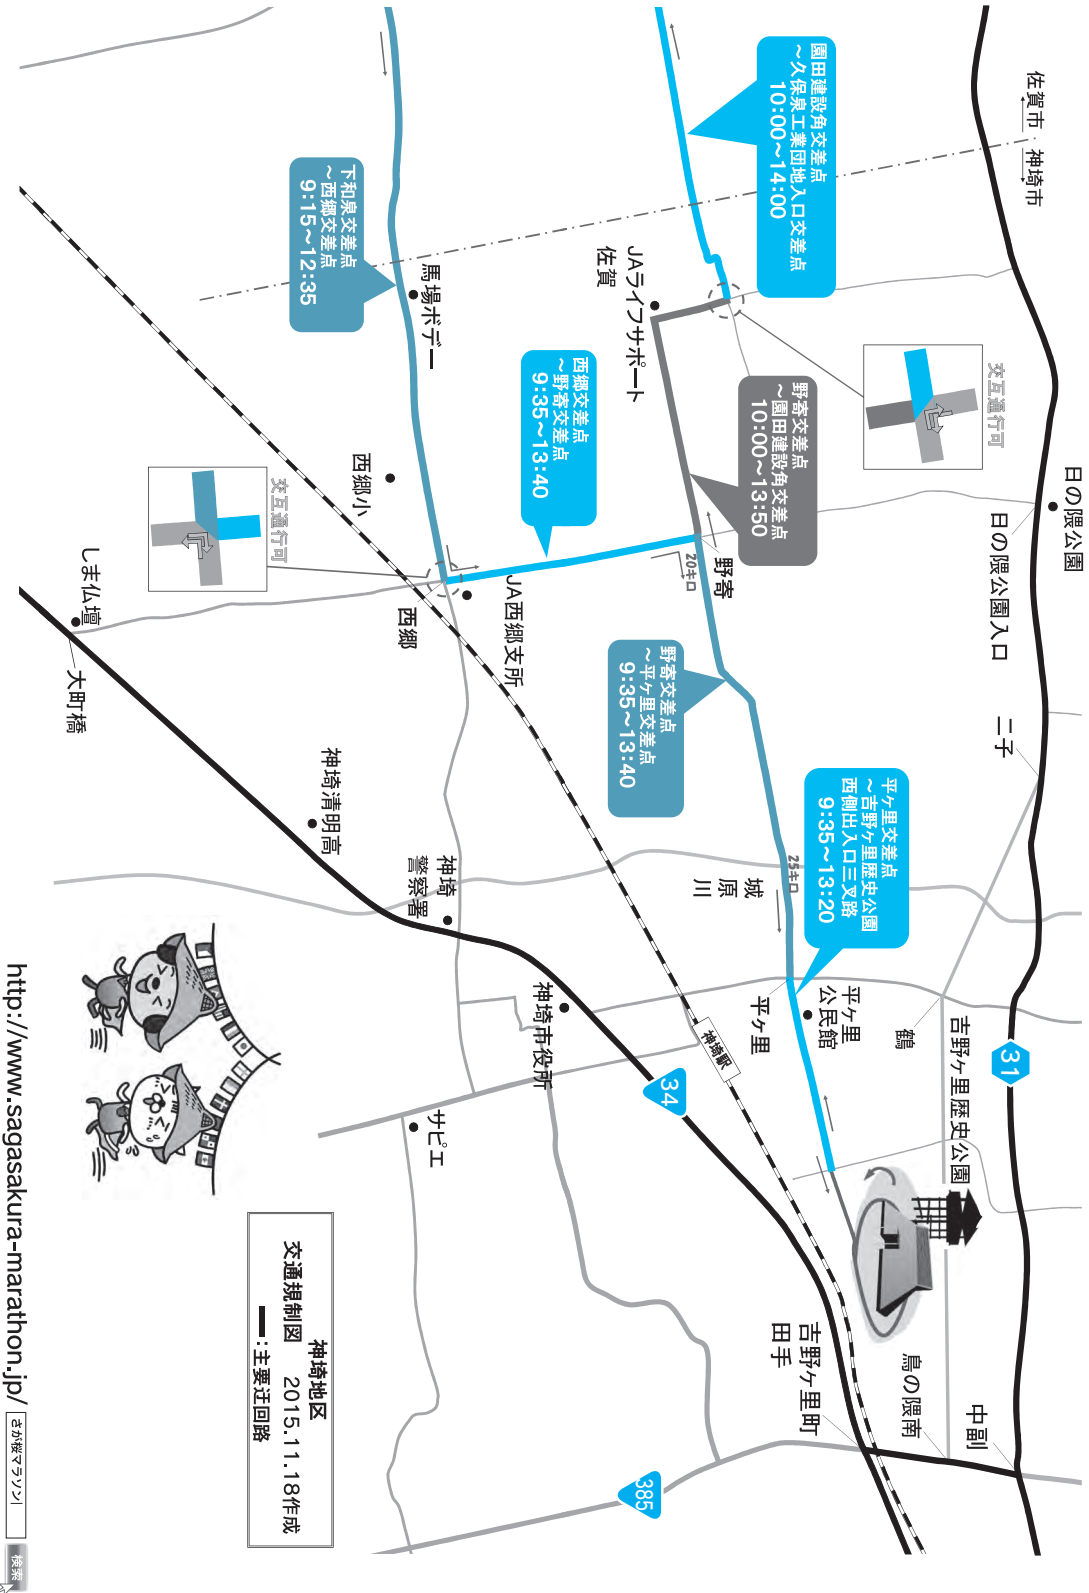 佐賀市
神埼市
園田建設角交差点
～久保泉工業団地入口交差点
10:00～14:00
下和泉交差点
～西郷交差点
9:15～12:35
馬場ボデー
JAライフサポート
佐賀
交互通行可
野寄交差点
～園田建設角交差点
10:00～13:50
西郷交差点
～野寄交差点
9:35～13:40
日の隈公園
日の隈公園入口
西郷小
交互通行可
しま仏壇
大町橋
西郷
JA西郷支所
野寄
20キロ
野寄交差点
～平ヶ里交差点
9:35～13:40
二子
平ヶ里交差点
～吉野ヶ里歴史公園
西側出入口三叉路
9:35～13:20
25キロ
城原川
神埼清明高
神埼
警察署
平ヶ里
平ヶ里
公民館
鶴
吉野ヶ里歴史公園
31
神埼駅
神埼市役所
34
サピエ
吉野ヶ里町
田手
鳥の隈南
中副
385
神埼地区
交通規制図　2015.11.18作成
:主要迂回路
http://www.sagasakura-marathon.jp/
さが桜マラソン
検索